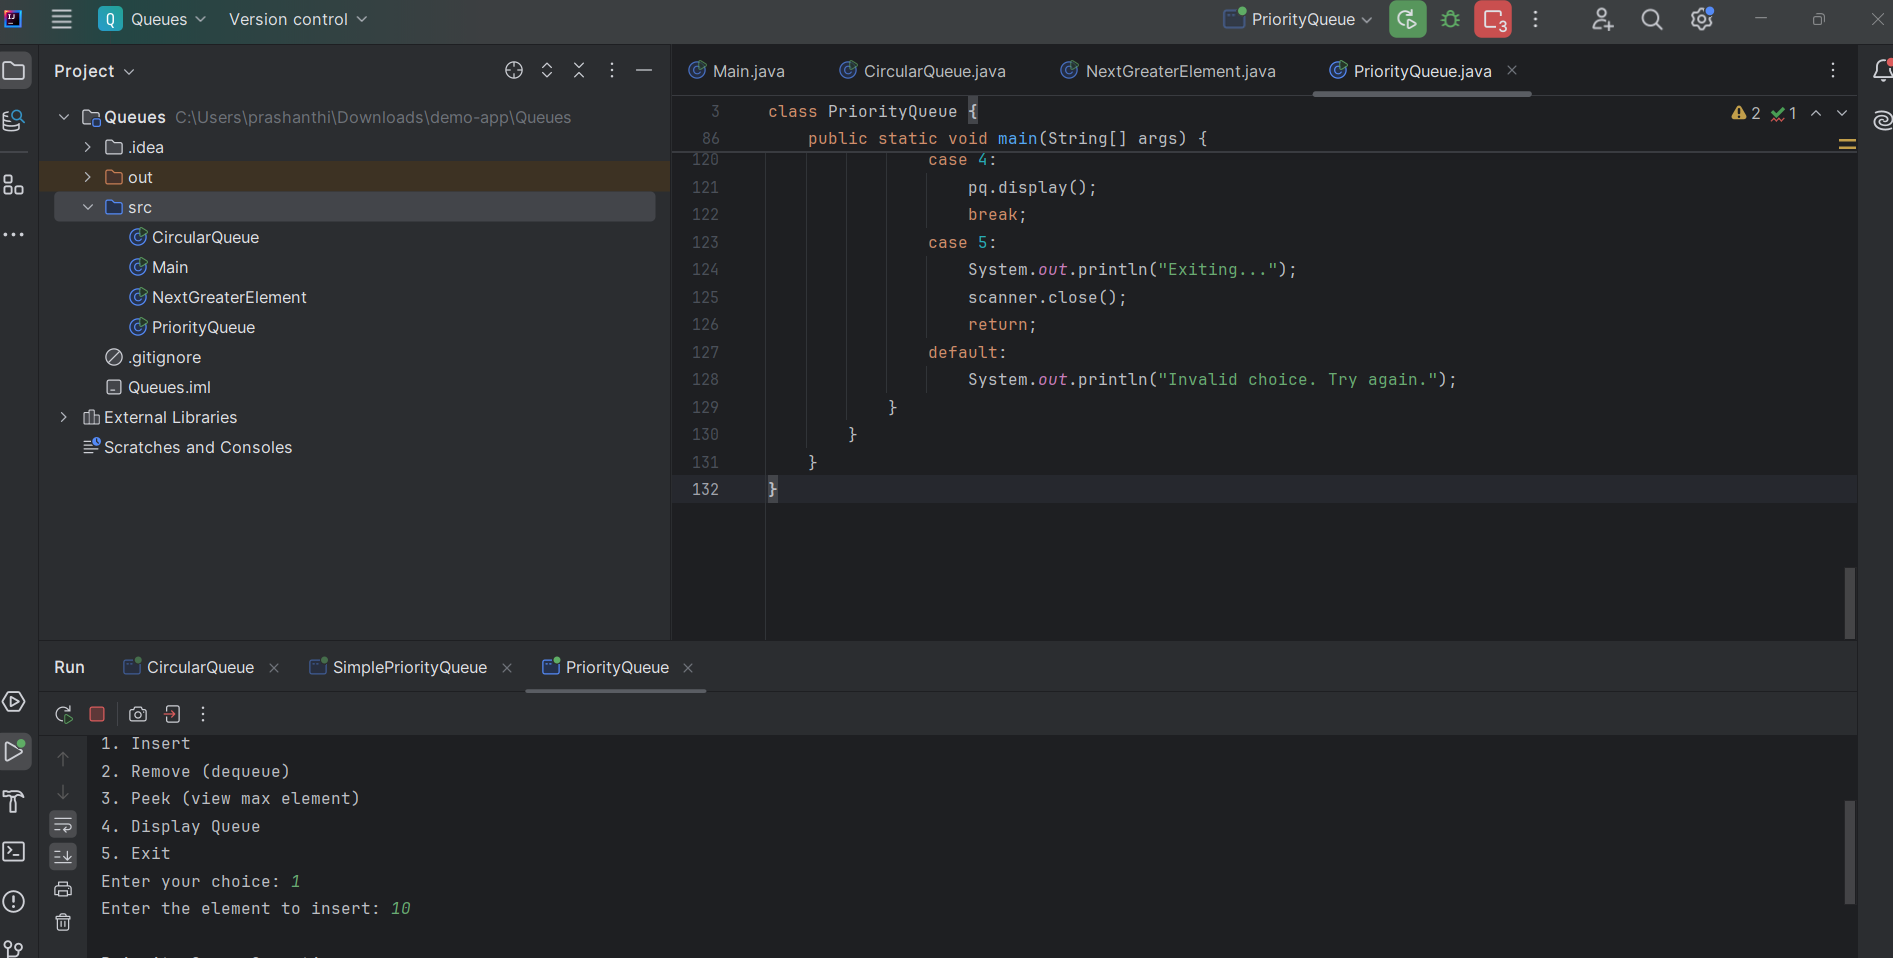 Queues Version control PriorityQueue 3
Project
Queues C:\Users\prashanthi\Downloads\demo-app\Queues
.idea
out
src
CircularQueue
Main
NextGreaterElement
PriorityQueue
.gitignore
Queues.iml
External Libraries
Scratches and Consoles
Main.java CircularQueue.java NextGreaterElement.java PriorityQueue.java
3 class PriorityQueue {
2 1
86 public static void main(String[] args) {
120 case 4:
121 pq.display();
122 break;
123 case 5:
124 System.out.println("Exiting...");
125 scanner.close();
126 return;
127 default:
128 System.out.println("Invalid choice. Try again.");
129 }
130 }
131 }
132 }
Run CircularQueue SimplePriorityQueue PriorityQueue
1. Insert
2. Remove (dequeue)
3. Peek (view max element)
4. Display Queue
5. Exit
Enter your choice: 1
Enter the element to insert: 10